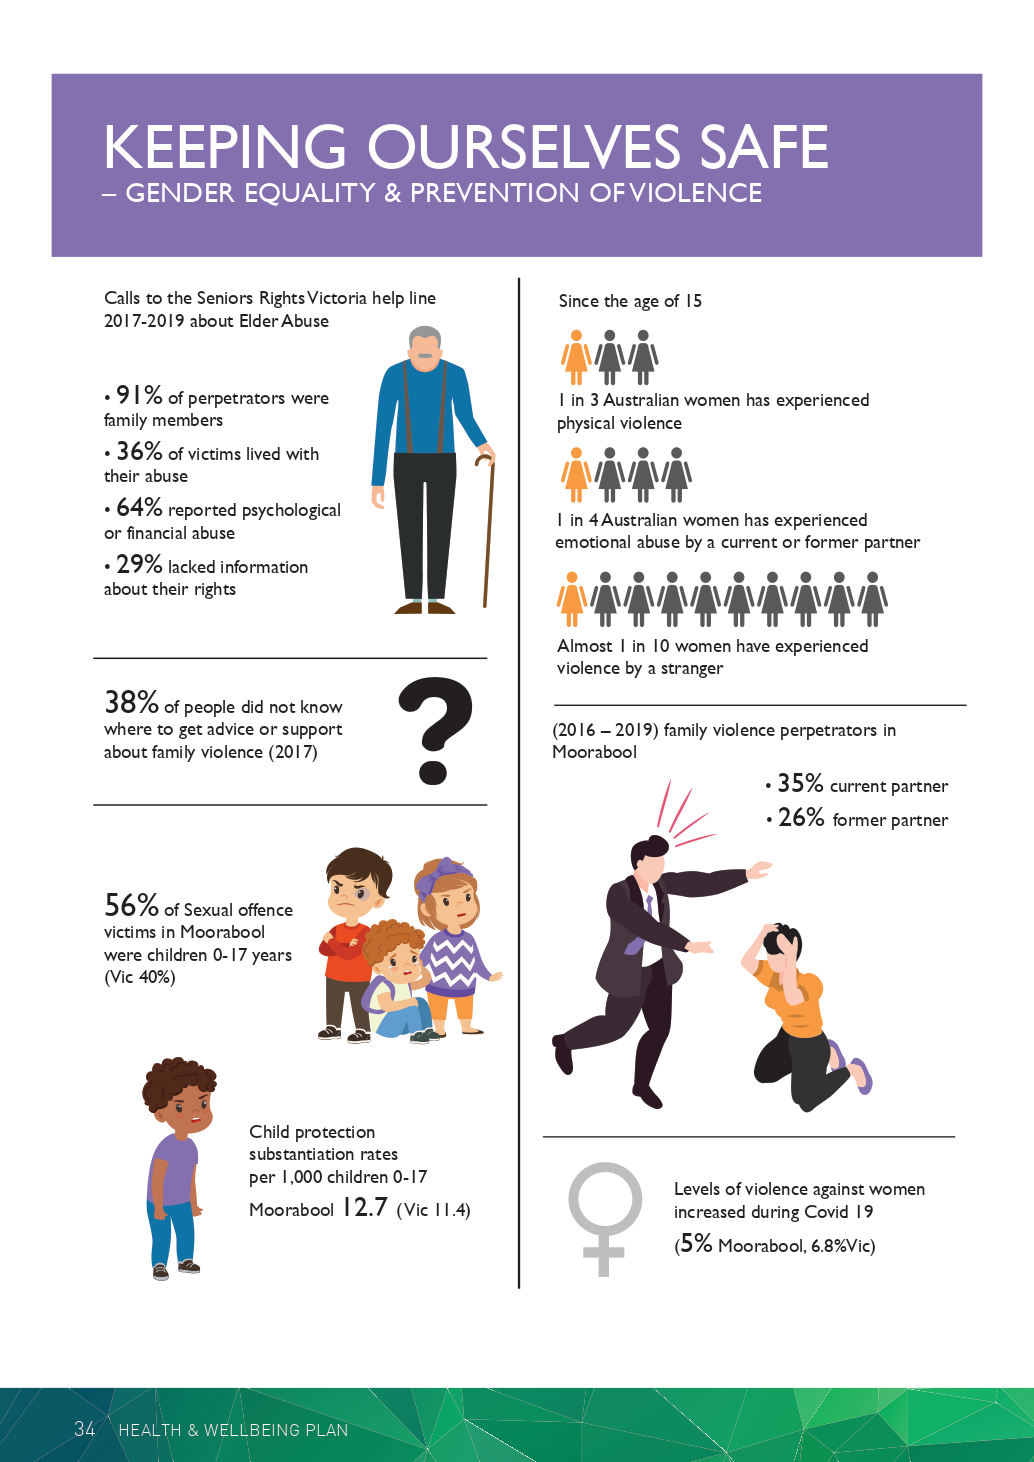 KEEPING OURSELVES SAFE
– GENDER EQUALITY & PREVENTION OF VIOLENCE
Calls to the Seniors Rights Victoria help line
2017-2019 about Elder Abuse
• 91% of perpetrators were
family members
• 36% of victims lived with
their abuse
• 64% reported psychological
or financial abuse
• 29% lacked information
about their rights
38% of people did not know
where to get advice or support
about family violence (2017)
?
56% of Sexual offence
victims in Moorabool
were children 0-17 years
(Vic 40%)
Child protection
substantiation rates
per 1,000 children 0-17
Moorabool 12.7 (Vic 11.4)
Since the age of 15
1 in 3 Australian women has experienced
physical violence
1 in 4 Australian women has experienced
emotional abuse by a current or former partner
Almost 1 in 10 women have experienced
violence by a stranger
(2016 – 2019) family violence perpetrators in
Moorabool
• 35% current partner
• 26% former partner
Levels of violence against women
increased during Covid 19
(5% Moorabool, 6.8%Vic)
34 HEALTH & WELLBEING PLAN